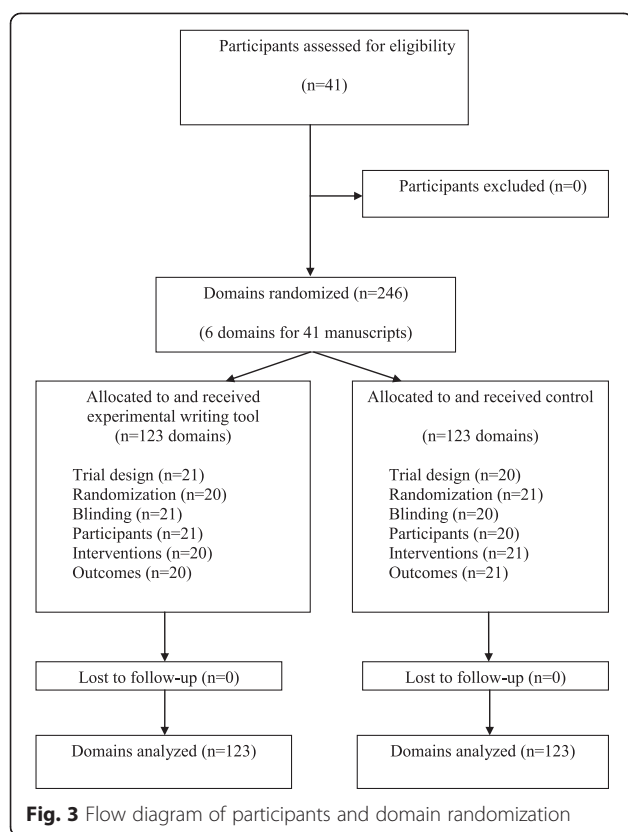 Participants assessed for eligibility
(n=41)
Participants excluded (n=0)
Domains randomized (n=246)
(6 domains for 41 manuscripts)
Allocated to and received
experimental writing tool
(n=123 domains)
Trial design (n=21)
Randomization (n=20)
Blinding (n=21)
Participants (n=21)
Interventions (n=20)
Outcomes (n=20)
Allocated to and received control
(n=123 domains)
Trial design (n=20)
Randomization (n=21)
Blinding (n=20)
Participants (n=20)
Interventions (n=21)
Outcomes (n=21)
Lost to follow-up (n=0)
Lost to follow-up (n=0)
Domains analyzed (n=123)
Domains analyzed (n=123)
Fig. 3 Flow diagram of participants and domain randomization